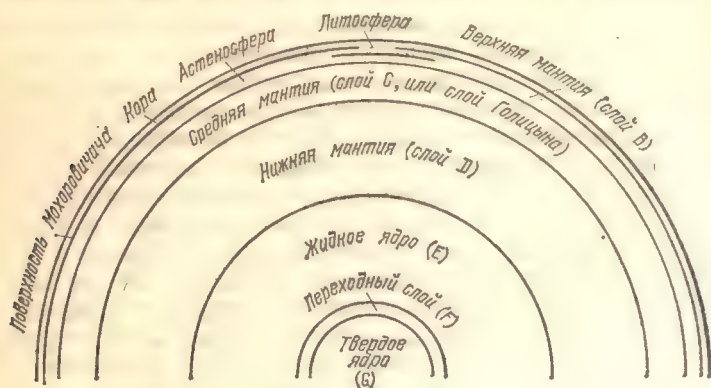 Поверхность Мохоровичича
Кора
Астеносфера
Литосфера
Верхняя мантия (слой В)
Средняя мантия (слой С, или слой Голицына)
Нижняя мантия (слой D)
Жидкое ядро (Е)
Переходный слой (F)
Твердое
ядро
(G)